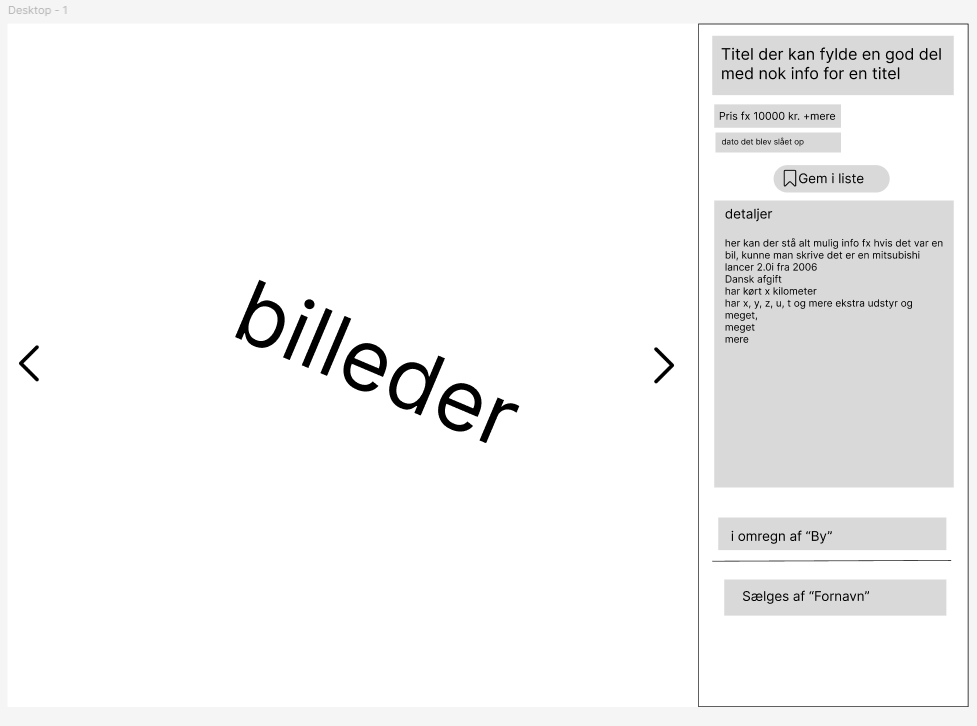 Desktop - 1
billeder
Titel der kan fylde en god del
med nok info for en titel
Pris fx 10000 kr. +mere
dato det blev slået op
Gem i liste
detaljer
her kan der stå alt mulig info fx hvis det var en
bil, kunne man skrive det er en mitsubishi
lancer 2.0i fra 2006
Dansk afgift
har kørt x kilometer
har x, y, z, u, t og mere ekstra udstyr og
meget,
meget
mere
i omregn af “By”
Sælges af “Fornavn”